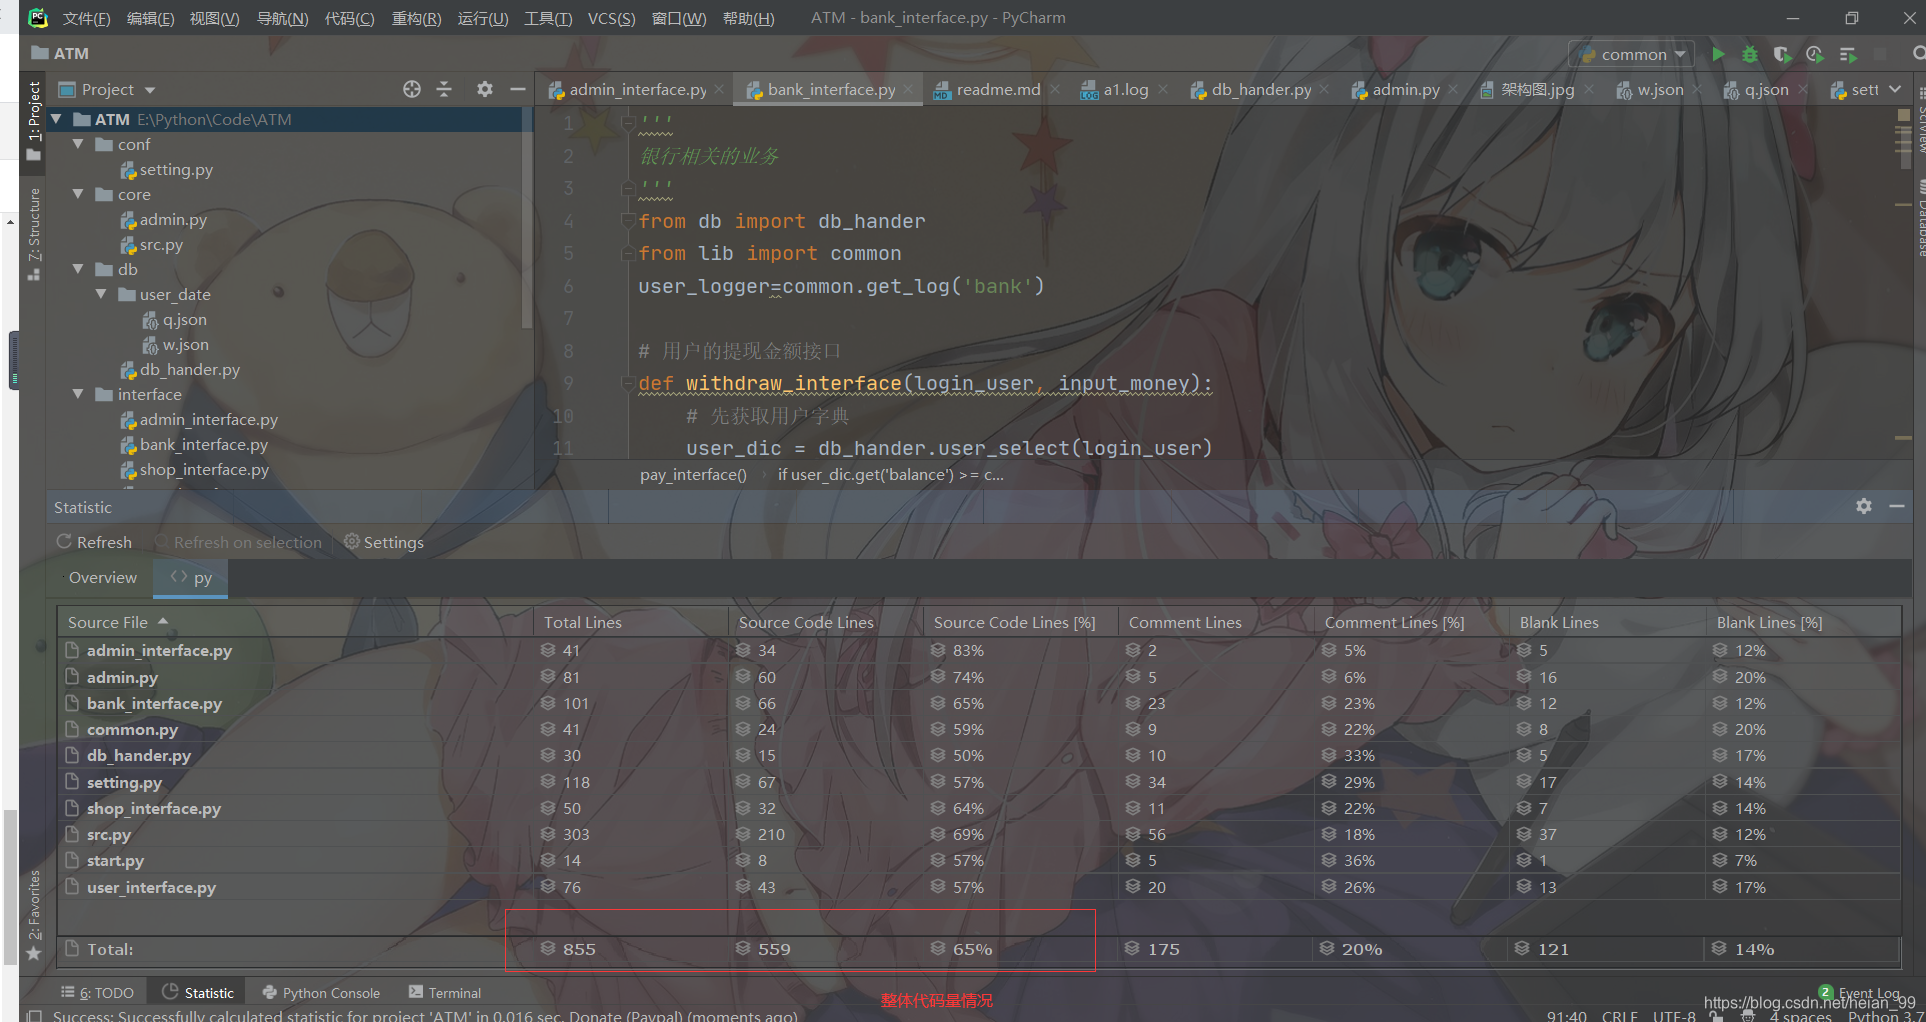 文件(F) 编辑(E) 视图(V) 导航(N) 代码(C) 重构(R) 运行(U) 工具(T) VCS(S) 窗口(W) 帮助(H) ATM - bank_interface.py - PyCharm
ATM common
1: Project
Z: Structure
2: Favorites
Project
admin_interface.py bank_interface.py readme.md a1.log db_hander.py admin.py 架构图.jpg w.json q.json sett
SciView
Database
ATM E:\Python\Code\ATM
conf
setting.py
core
admin.py
src.py
db
user_date
q.json
w.json
db_hander.py
interface
admin_interface.py
bank_interface.py
shop_interface.py
1 '''
2 银行相关的业务
3 '''
4 from db import db_hander
5 from lib import common
6 user_logger=common.get_log('bank')
7
8 # 用户的提现金额接口
9 def withdraw_interface(login_user, input_money):
10 # 先获取用户字典
11 user_dic = db_hander.user_select(login_user)
pay_interface() › if user_dic.get('balance') >= c...
Statistic
Refresh Refresh on selection Settings
Overview <> py
Source File Total Lines Source Code Lines Source Code Lines [%] Comment Lines Comment Lines [%] Blank Lines Blank Lines [%]
admin_interface.py 41 34 83% 2 5% 5 12%
admin.py 81 60 74% 5 6% 16 20%
bank_interface.py 101 66 65% 23 23% 12 12%
common.py 41 24 59% 9 22% 8 20%
db_hander.py 30 15 50% 10 33% 5 17%
setting.py 118 67 57% 34 29% 17 14%
shop_interface.py 50 32 64% 11 22% 7 14%
src.py 303 210 69% 56 18% 37 12%
start.py 14 8 57% 5 36% 1 7%
user_interface.py 76 43 57% 20 26% 13 17%
Total: 855 559 65% 175 20% 121 14%
6: TODO Statistic Python Console Terminal 2 Event Log
整体代码量情况
https://blog.csdn.net/heian_99
Success: Successfully calculated statistic for project 'ATM' in 0.016 sec. Donate (Paypal) (moments ago) 91:40 CRLF UTF-8 4 spaces Python 3.7